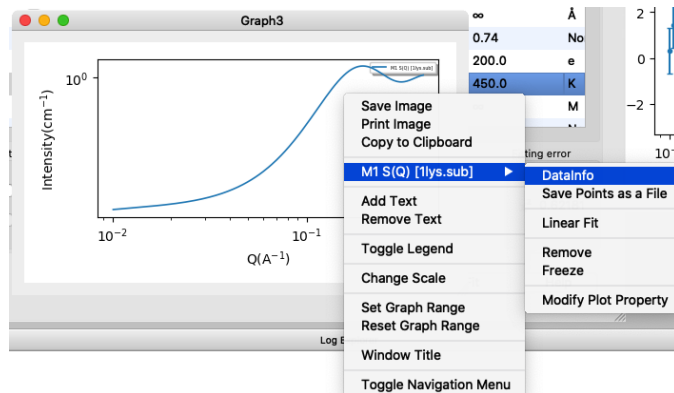 Graph3
∞
Å
0.74
No
200.0
e
450.0
K
M
2
0
−2
10
10⁰
M1 S(Q) [1lys.sub]
Intensity(cm⁻¹)
10⁻²
10⁻¹
Q(A⁻¹)
Save Image
Print Image
Copy to Clipboard
M1 S(Q) [1lys.sub]
Add Text
Remove Text
Toggle Legend
Change Scale
Set Graph Range
Reset Graph Range
Window Title
Toggle Navigation Menu
ting error
DataInfo
Save Points as a File
Linear Fit
Remove
Freeze
Modify Plot Property
Log E